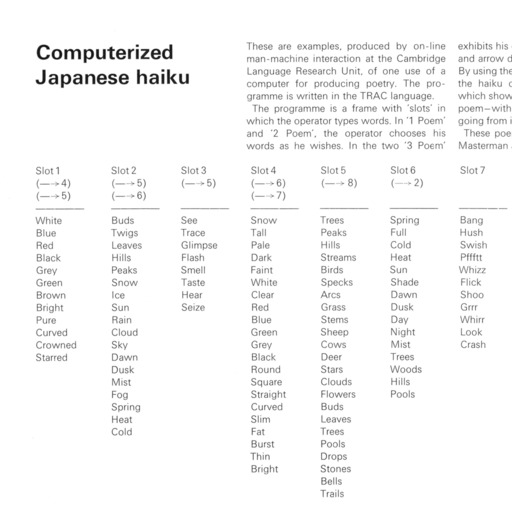 Computerized
Japanese haiku
These are examples, produced by on-line
man-machine interaction at the Cambridge
Language Research Unit, of one use of a
computer for producing poetry. The pro-
gramme is written in the TRAC language.
The programme is a frame with 'slots' in
which the operator types words. In '1 Poem'
and '2 Poem', the operator chooses his
words as he wishes. In the two '3 Poem'
exhibits his
and arrow d
By using the
the haiku c
which show
poem–with
going from i
These poe
Masterman
Slot 1
(—→4)
(—→5)
White
Blue
Red
Black
Grey
Green
Brown
Bright
Pure
Curved
Crowned
Starred
Slot 2
(—→5)
(—→6)
Buds
Twigs
Leaves
Hills
Peaks
Snow
Ice
Sun
Rain
Cloud
Sky
Dawn
Dusk
Mist
Fog
Spring
Heat
Cold
Slot 3
(—→5)
See
Trace
Glimpse
Flash
Smell
Taste
Hear
Seize
Slot 4
(—→6)
(—→7)
Snow
Tall
Pale
Dark
Faint
White
Clear
Red
Blue
Green
Grey
Black
Round
Square
Straight
Curved
Slim
Fat
Burst
Thin
Bright
Slot 5
(—→8)
Trees
Peaks
Hills
Streams
Birds
Specks
Arcs
Grass
Stems
Sheep
Cows
Deer
Stars
Clouds
Flowers
Buds
Leaves
Trees
Pools
Drops
Stones
Bells
Trails
Slot 6
(—→2)
Spring
Full
Cold
Heat
Sun
Shade
Dawn
Dusk
Day
Night
Mist
Trees
Woods
Hills
Pools
Slot 7
Bang
Hush
Swish
Pffftt
Whizz
Flick
Shoo
Grrr
Whirr
Look
Crash